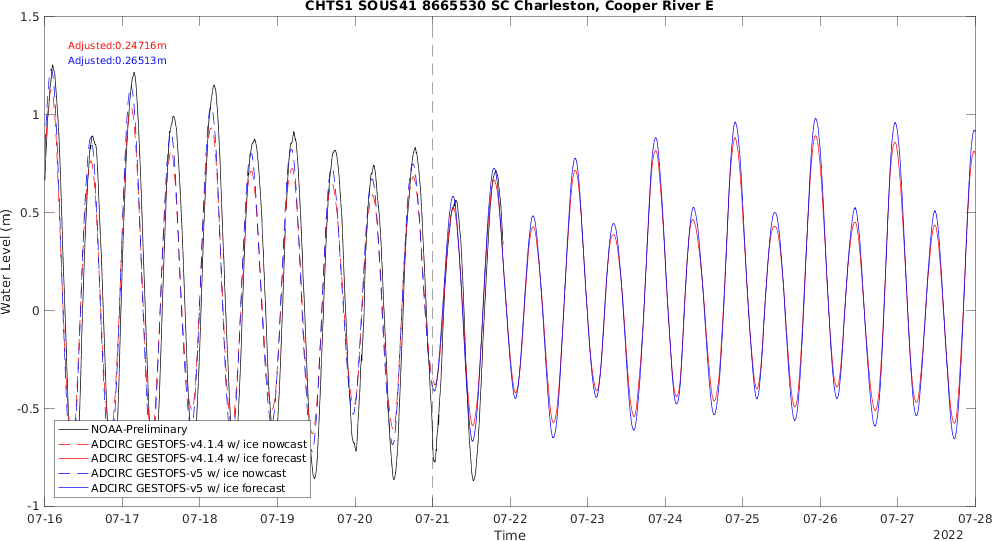 CHTS1 SOUS41 8665530 SC Charleston, Cooper River E
1.5
Adjusted:0.24716m
Adjusted:0.26513m
1
0.5
Water Level (m)
0
-0.5
NOAA-Preliminary
ADCIRC GESTOFS-v4.1.4 w/ ice nowcast
ADCIRC GESTOFS-v4.1.4 w/ ice forecast
ADCIRC GESTOFS-v5 w/ ice nowcast
ADCIRC GESTOFS-v5 w/ ice forecast
-1
07-16 07-17 07-18 07-19 07-20 07-21 07-22 07-23 07-24 07-25 07-26 07-27 07-28
Time
2022